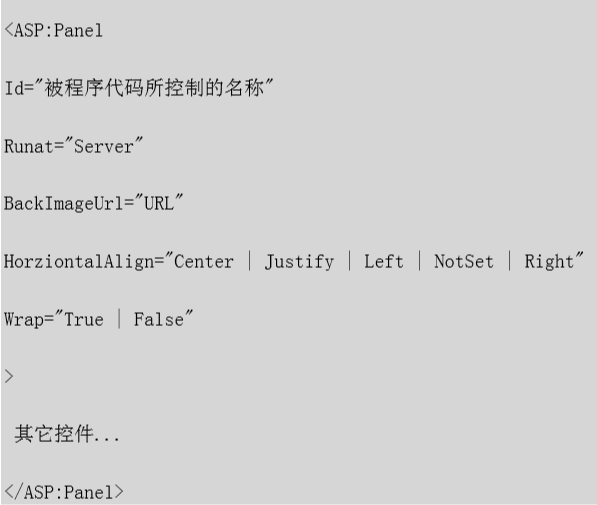 <ASP:Panel
Id="被程序代码所控制的名称"
Runat="Server"
BackImageUrl="URL"
HorziontalAlign="Center | Justify | Left | NotSet | Right"
Wrap="True | False"
>
其它控件...
</ASP:Panel>